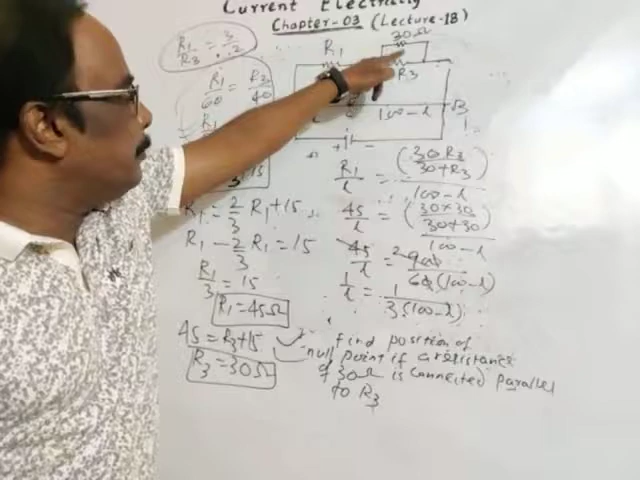 Current Electricity
Chapter-03 (Lecture-18)
R1/R3 = 3/2
R1/60 = R2/40
R1
30Ω
R3
100-l
+ -
R1/l = (30R3/30+R3)/100-l
R1 = 2/3 R1 + 15
45/l = (30×30/30+30)/100-l
R1 - 2/3 R1 = 15
45/l = 900/60(100-l)
R1/3 = 15
1/l = 1/3(100-l)
R1 = 45Ω
45 = R3+15
R3 = 30Ω
Find position of
null point if a resistance
of 30Ω is connected parallel
to R3